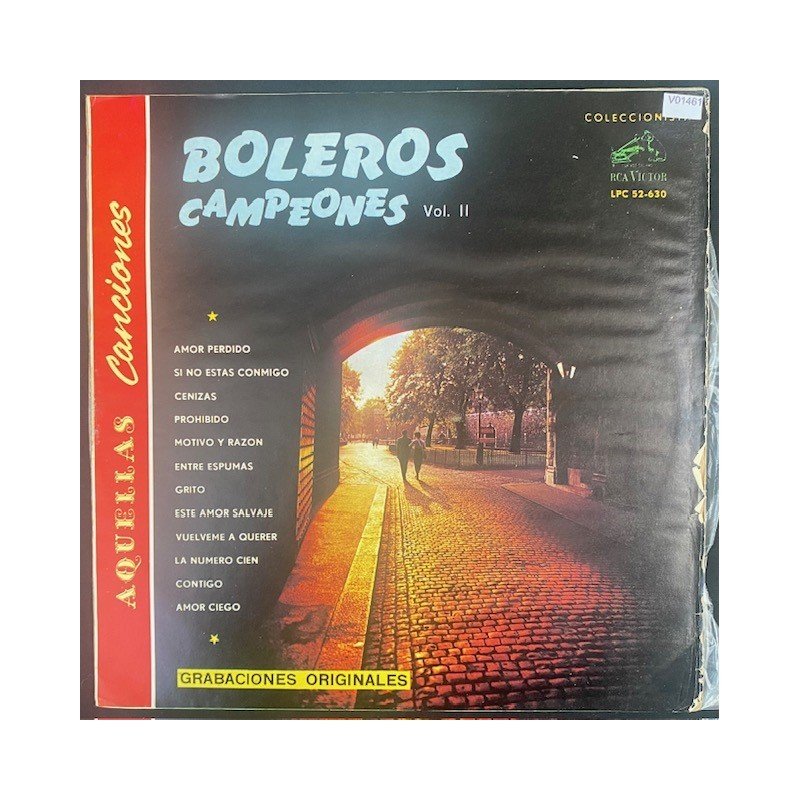 V01461
COLECCIONISTA
BOLEROS
CAMPEONES Vol. II
RCA VICTOR
LPC 52-630
AQUELLAS Canciones
AMOR PERDIDO
SI NO ESTAS CONMIGO
CENIZAS
PROHIBIDO
MOTIVO Y RAZON
ENTRE ESPUMAS
GRITO
ESTE AMOR SALVAJE
VUELVEME A QUERER
LA NUMERO CIEN
CONTIGO
AMOR CIEGO
GRABACIONES ORIGINALES